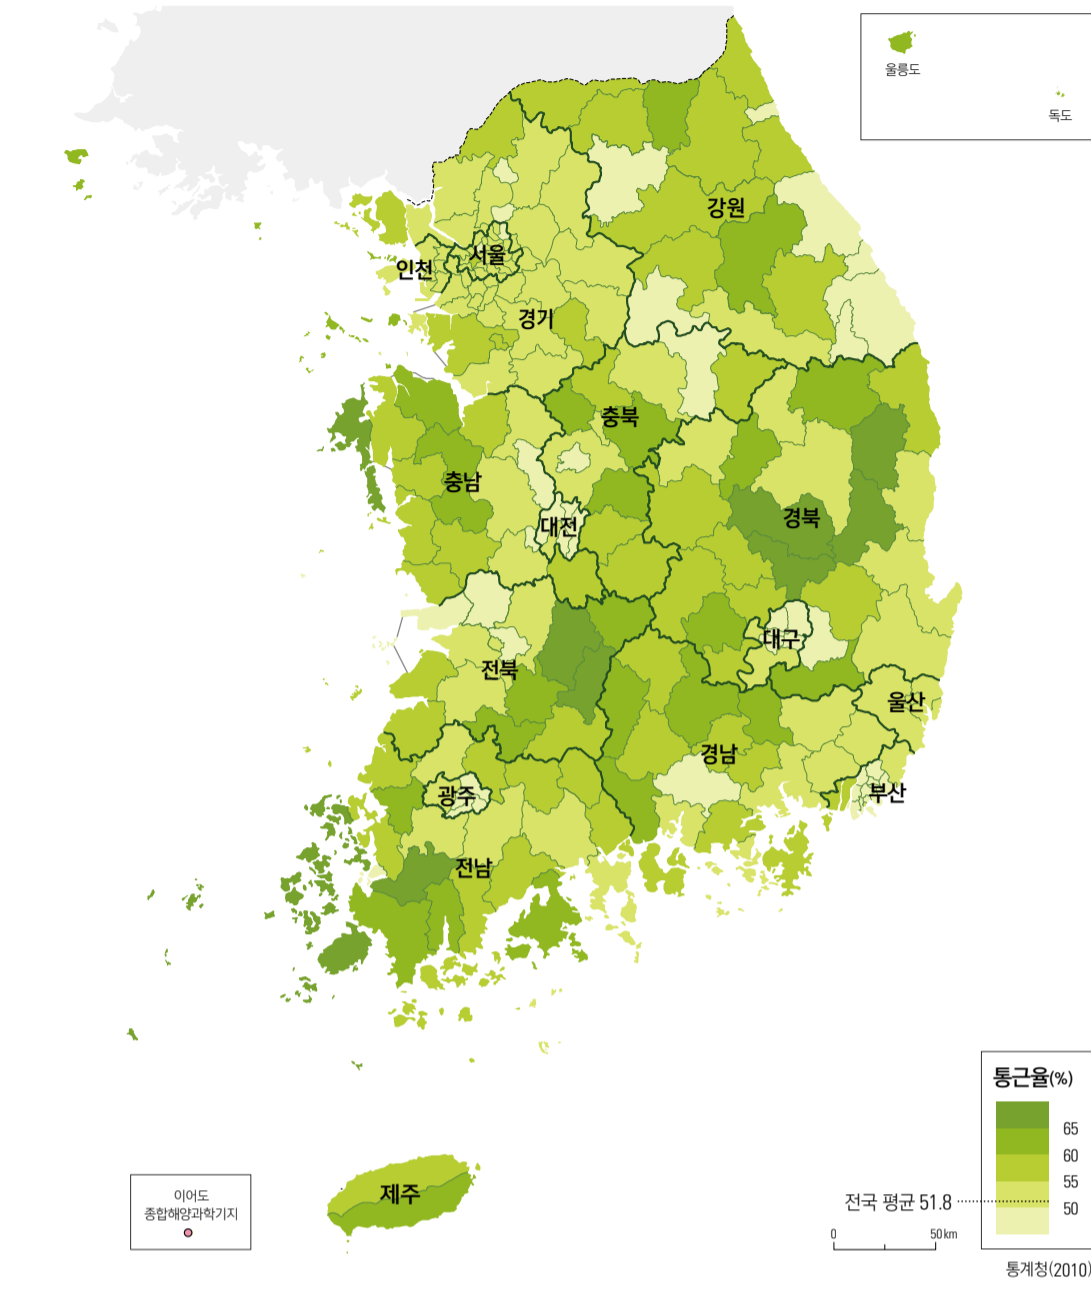 울릉도
독도
강원
서울
인천
경기
충북
충남
경북
대전
대구
전북
울산
경남
부산
광주
전남
통근율(%)
65
60
55
50
전국 평균 51.8
0 50km
통계청(2010)
제주
이어도
종합해양과학기지